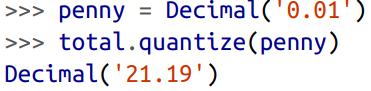 >>> penny = Decimal('0.01')
>>> total.quantize(penny)
Decimal('21.19')